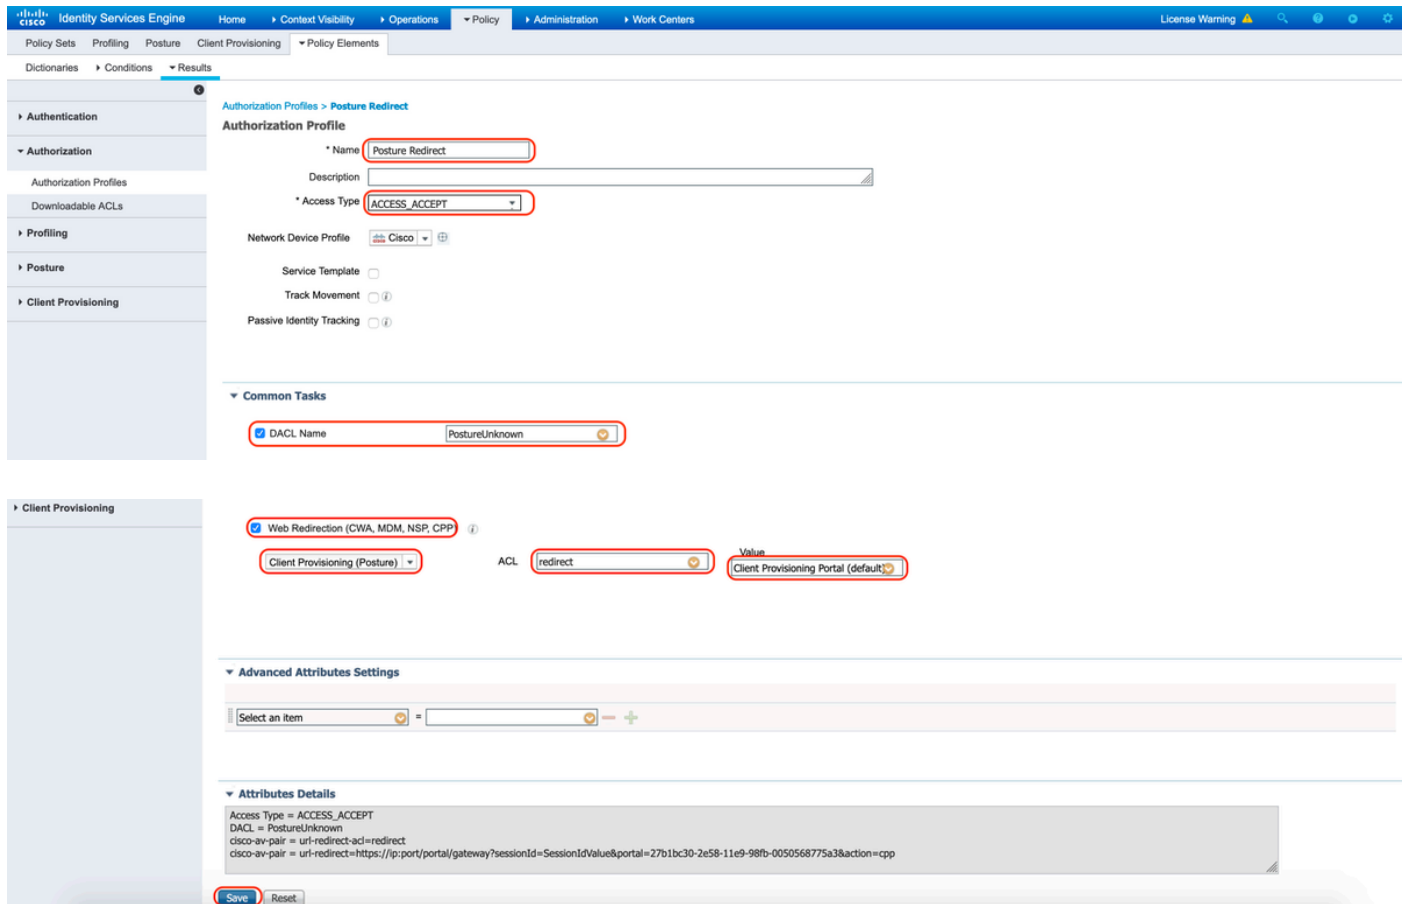 cisco Identity Services Engine Home Context Visibility Operations Policy Administration Work Centers License Warning
Policy Sets Profiling Posture Client Provisioning Policy Elements
Dictionaries Conditions Results
Authentication
Authorization
Authorization Profiles
Downloadable ACLs
Profiling
Posture
Client Provisioning
Authorization Profiles > Posture Redirect
Authorization Profile
* Name Posture Redirect
Description
* Access Type ACCESS_ACCEPT
Network Device Profile Cisco
Service Template
Track Movement
Passive Identity Tracking
Common Tasks
DACL Name PostureUnknown
Client Provisioning
Web Redirection (CWA, MDM, NSP, CPP)
Value
Client Provisioning (Posture) ACL redirect Client Provisioning Portal (default)
Advanced Attributes Settings
Select an item =
Attributes Details
Access Type = ACCESS_ACCEPT
DACL = PostureUnknown
cisco-av-pair = url-redirect-acl=redirect
cisco-av-pair = url-redirect=https://ip:port/portal/gateway?sessionId=SessionIdValue&portal=27b1bc30-2e58-11e9-98fb-0050568775a3&action=cpp
Save Reset